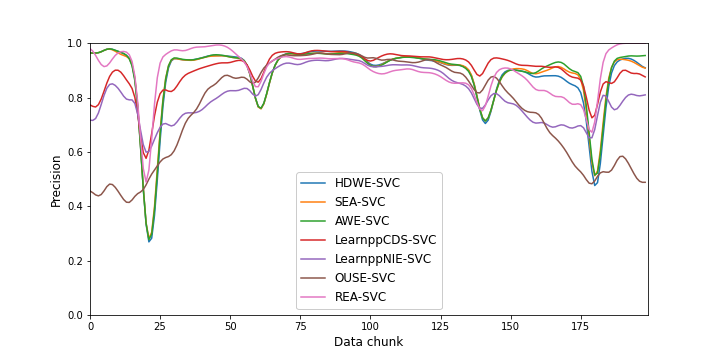 1.0
0.8
0.6
0.4
0.2
0.0
Precision
HDWE-SVC
SEA-SVC
AWE-SVC
LearnppCDS-SVC
LearnppNIE-SVC
OUSE-SVC
REA-SVC
0 25 50 75 100 125 150 175
Data chunk